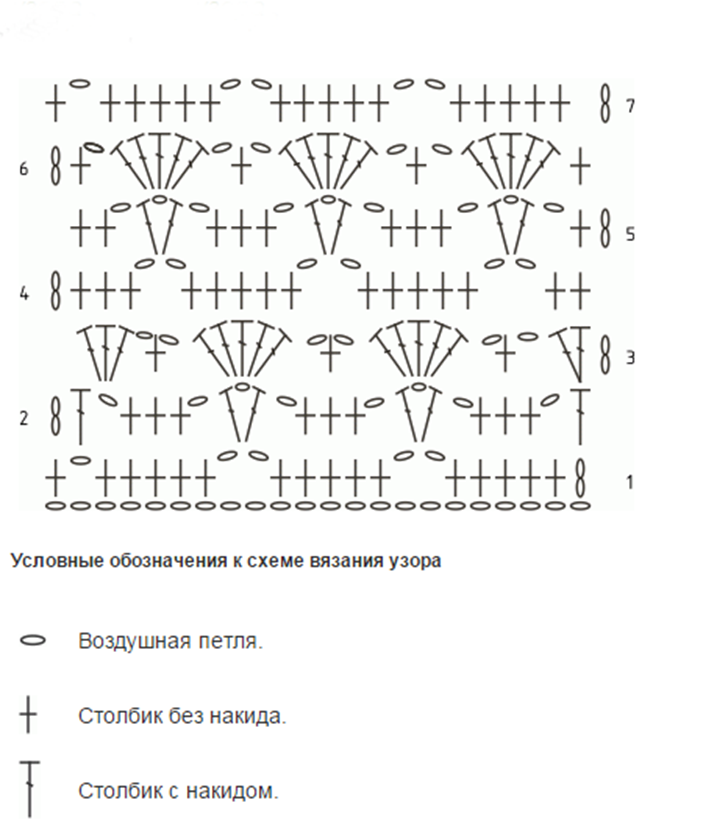 7
6
5
4
3
2
1
Условные обозначения к схеме вязания узора
Воздушная петля.
Столбик без накида.
Столбик с накидом.